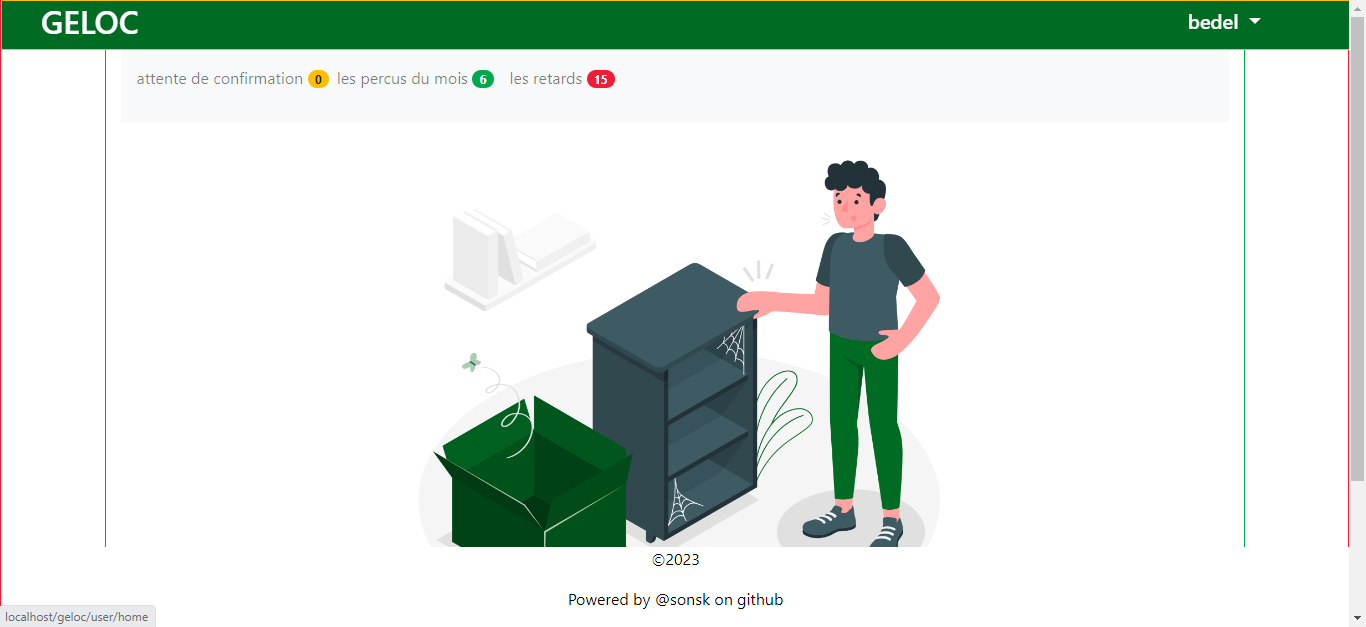 GELOC
bedel
attente de confirmation 0 les percus du mois 6 les retards 15
©2023
Powered by @sonsk on github
localhost/geloc/user/home